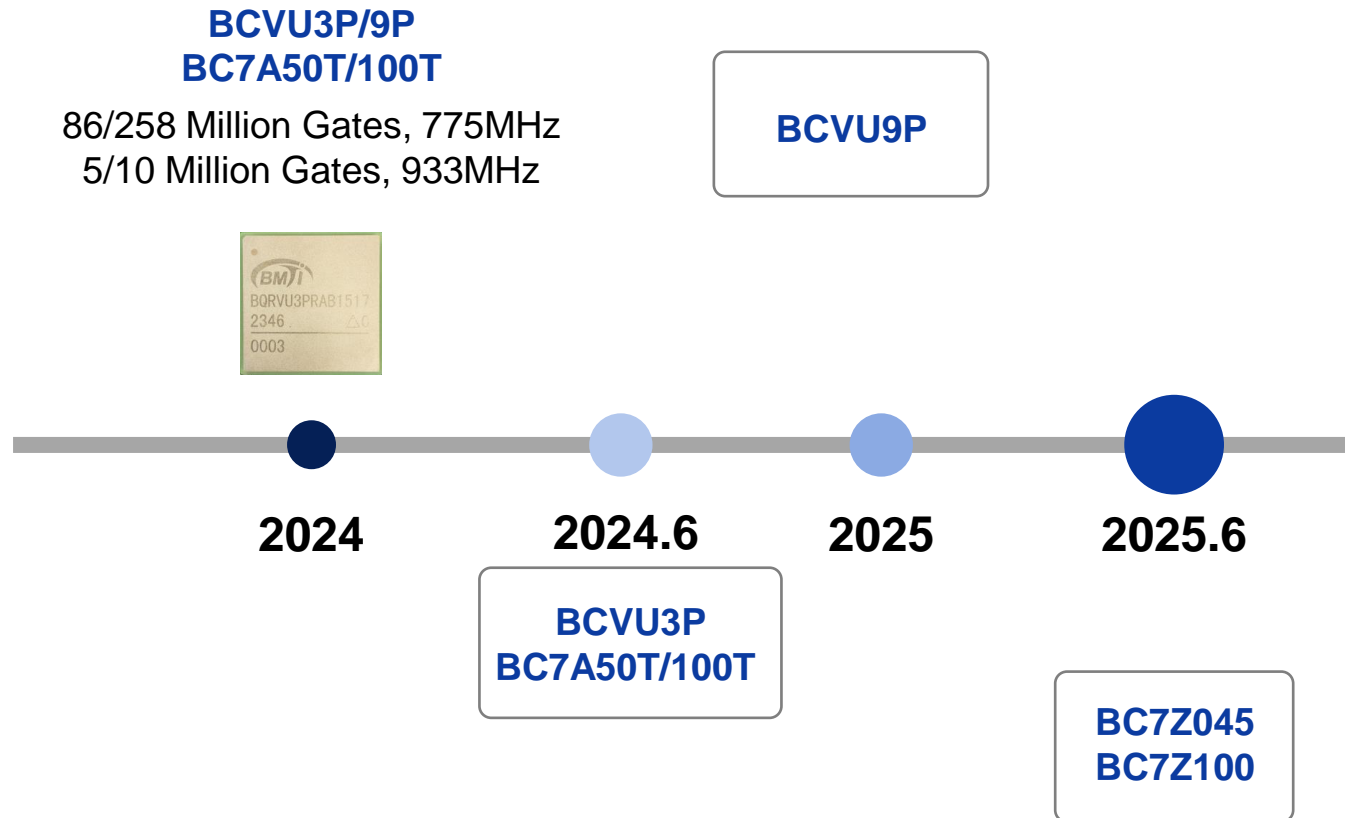 BCVU3P/9P
BC7A50T/100T
86/258 Million Gates, 775MHz
5/10 Million Gates, 933MHz
BMTi
BQRVU3PRAB1517
2346
0003
BCVU9P
2024
2024.6
2025
2025.6
BCVU3P
BC7A50T/100T
BC7Z045
BC7Z100